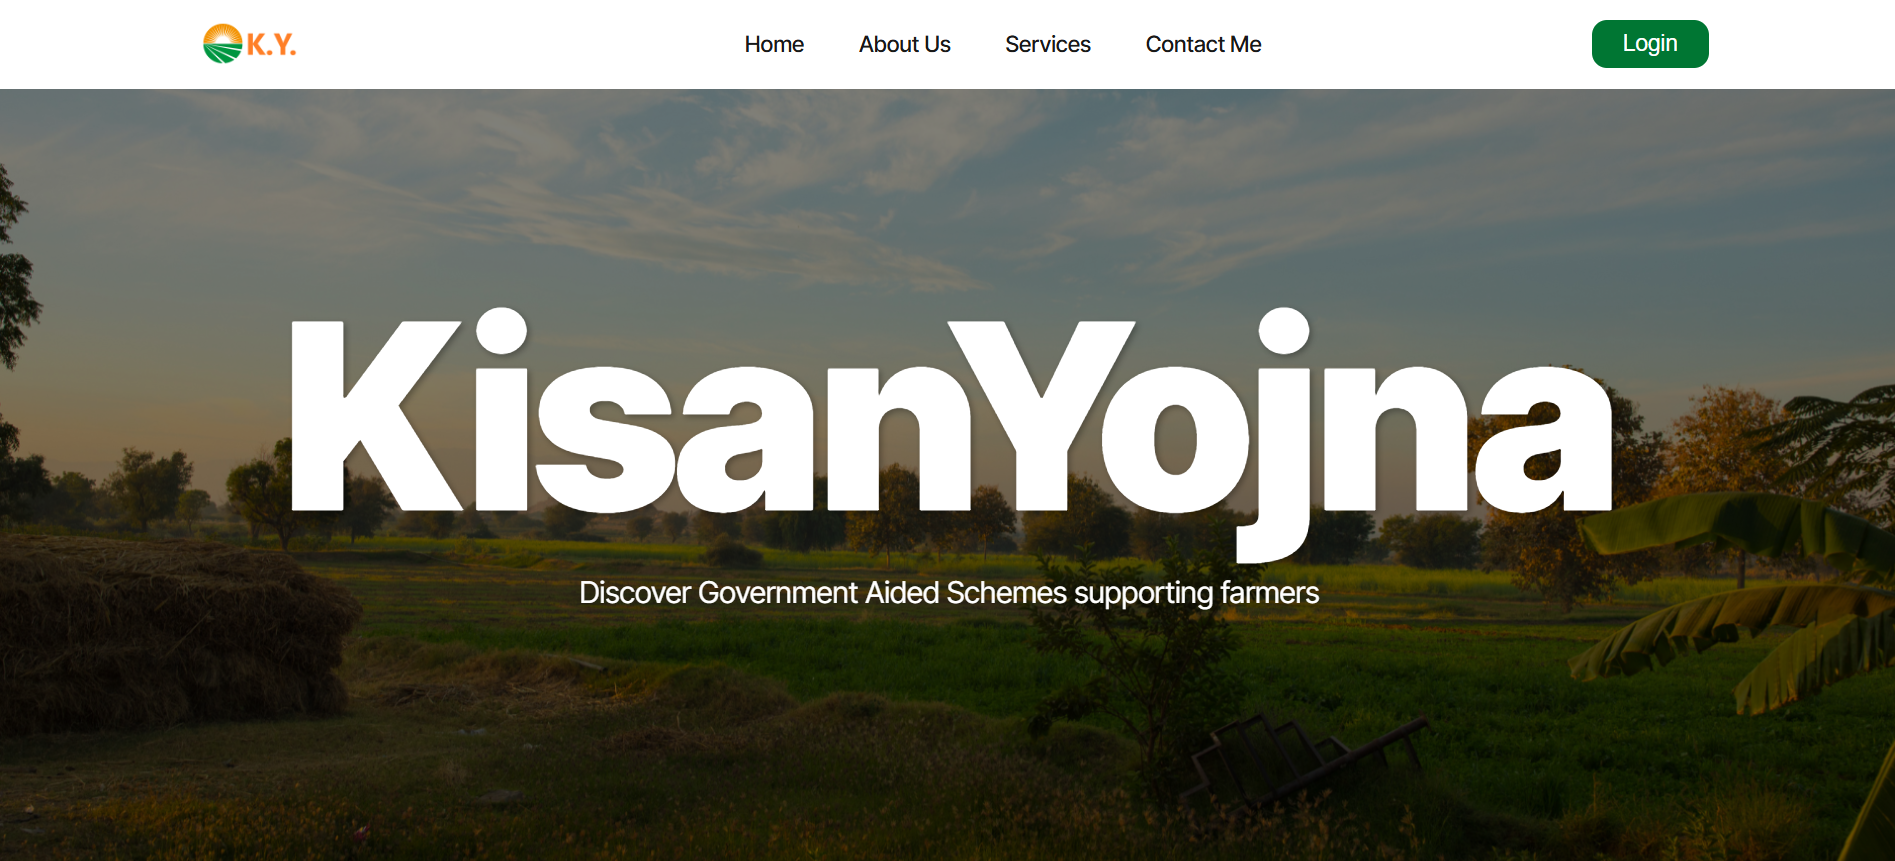 K.Y.
Home
About Us
Services
Contact Me
Login
KisanYojna
Discover Government Aided Schemes supporting farmers